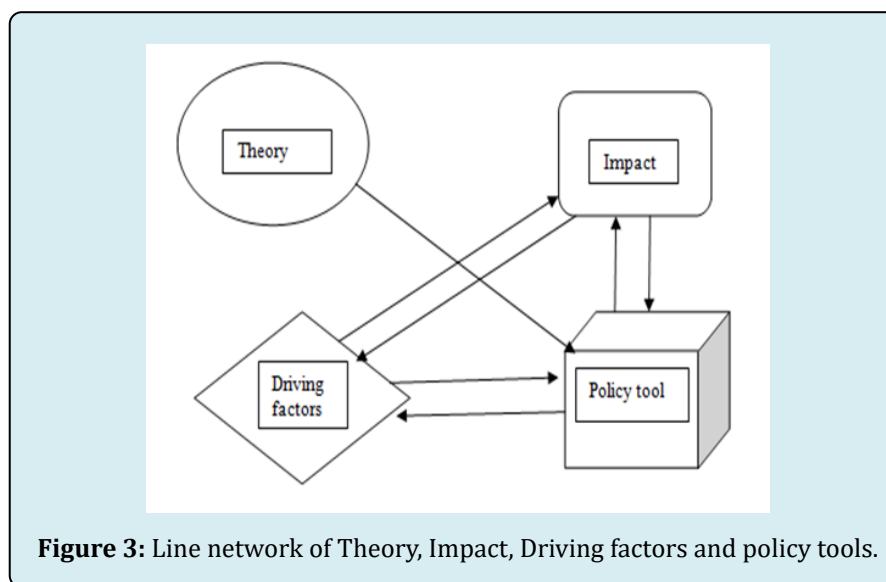 Theory
Impact
Driving
factors
Policy tool
Figure 3: Line network of Theory, Impact, Driving factors and policy tools.